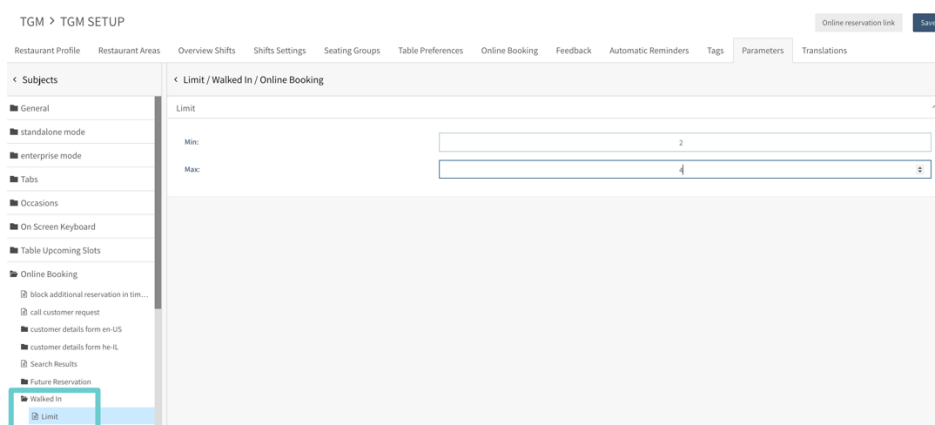 TGM > TGM SETUP
Online reservation link
Save
Restaurant Profile Restaurant Areas Overview Shifts Shifts Settings Seating Groups Table Preferences Online Booking Feedback Automatic Reminders Tags Parameters Translations
< Subjects
< Limit / Walked In / Online Booking
General
Limit
standalone mode
Min: 2
enterprise mode
Max: 4
Tabs
Occasions
On Screen Keyboard
Table Upcoming Slots
Online Booking
block additional reservation in tim...
call customer request
customer details form en-US
customer details form he-IL
Search Results
Future Reservation
Walked In
Limit